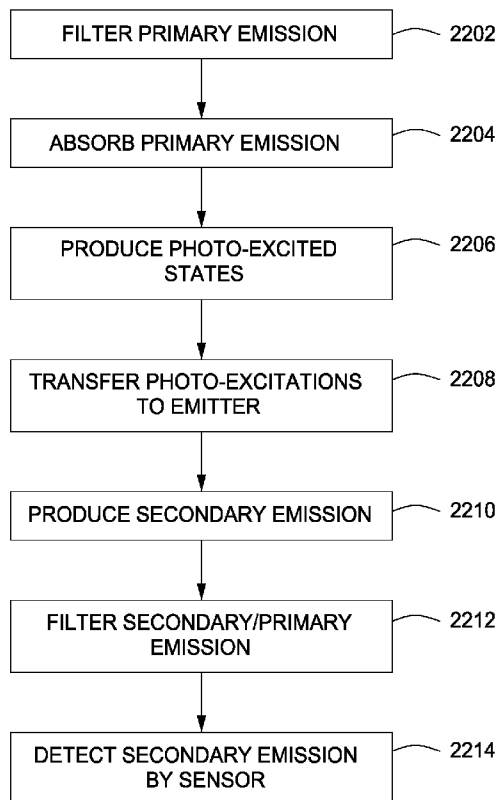 FILTER PRIMARY EMISSION
2202
ABSORB PRIMARY EMISSION
2204
PRODUCE PHOTO-EXCITED
STATES
2206
TRANSFER PHOTO-EXCITATIONS
TO EMITTER
2208
PRODUCE SECONDARY EMISSION
2210
FILTER SECONDARY/PRIMARY
EMISSION
2212
DETECT SECONDARY EMISSION
BY SENSOR
2214